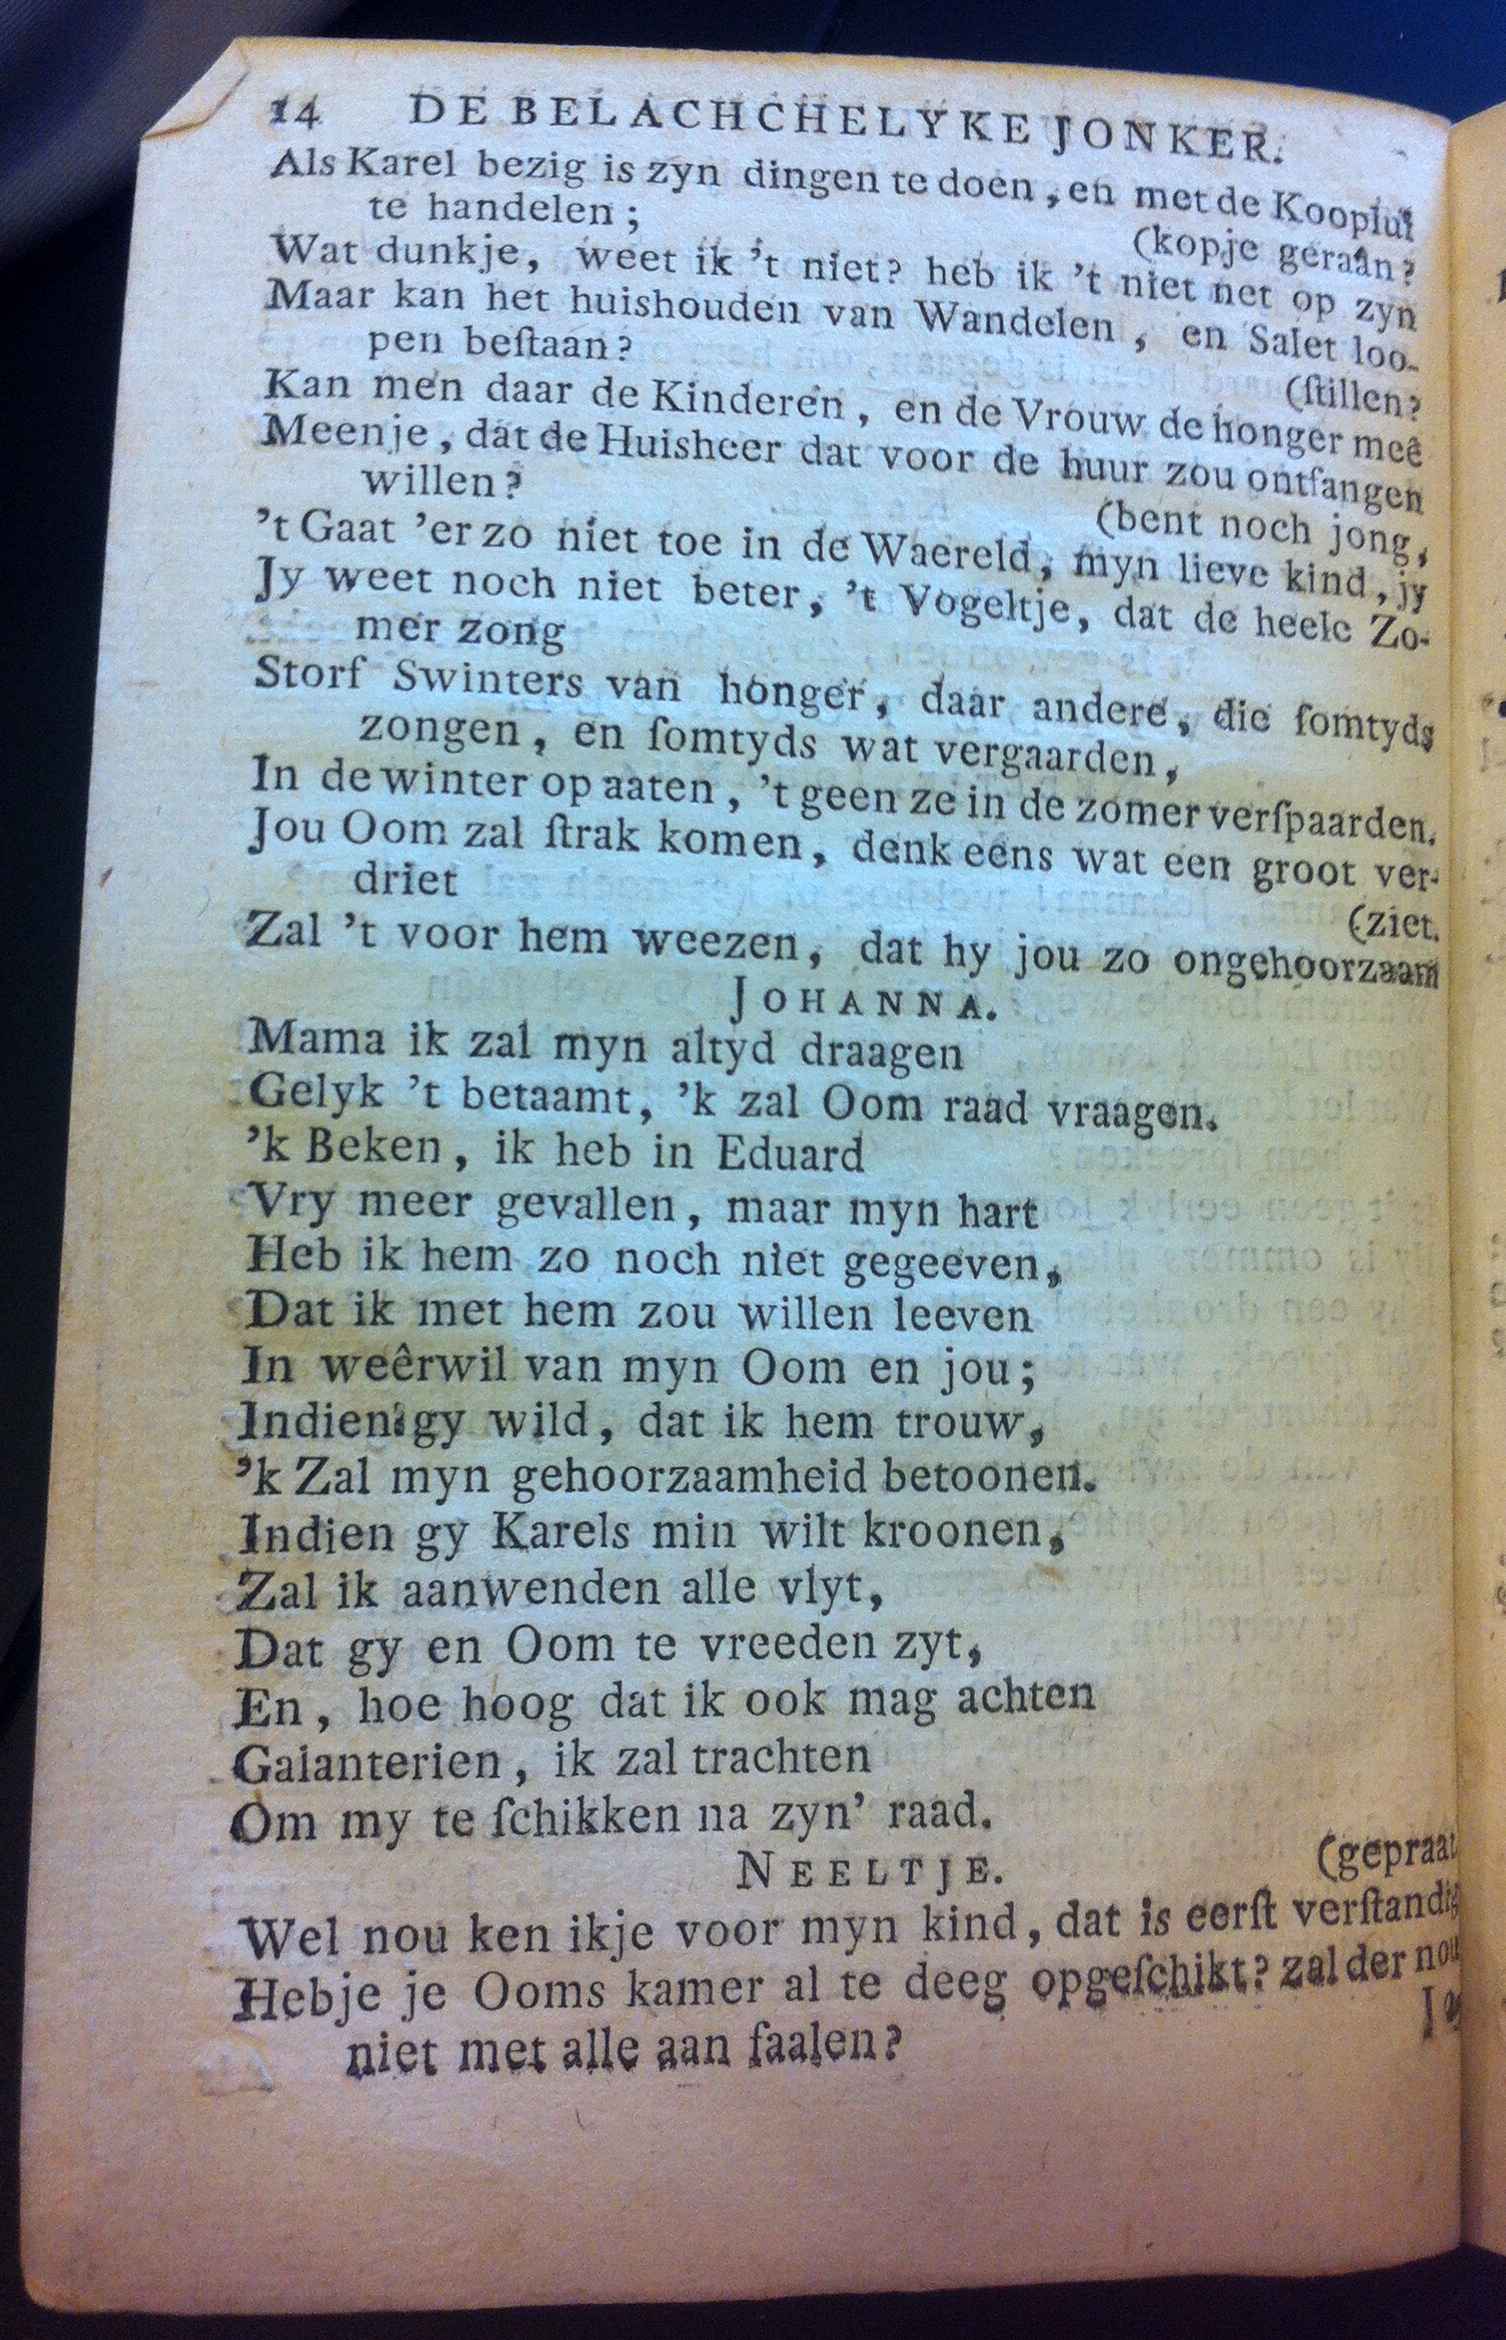 14 DE BELACHCHELYKE JONKER.
Als Karel bezig is zyn dingen te doen, en met de Kooplui
te handelen;
(kopje geraân?
Wat dunkje, weet ik 't niet? heb ik 't niet net op zyn
Maar kan het huishouden van Wandelen, en Salet loo-
pen beſtaan?
(ſtillen?
Kan men daar de Kinderen, en de Vrouw de honger meê
Meenje, dat de Huisheer dat voor de huur zou ontfangen
willen?
(bent noch jong,
't Gaat 'er zo niet toe in de Waereld, myn lieve kind, jy
Jy weet noch niet beter, 't Vogeltje, dat de heele Zo-
mer zong
Storf Swinters van honger, daar andere, die ſomtyds
zongen, en ſomtyds wat vergaarden,
In de winter op aaten, 't geen ze in de zomer verſpaarden.
Jou Oom zal ſtrak komen, denk eens wat een groot ver-
driet
(ziet.
Zal 't voor hem weezen, dat hy jou zo ongehoorzaam
JOHANNA.
Mama ik zal myn altyd draagen
Gelyk 't betaamt, 'k zal Oom raad vraagen.
'k Beken, ik heb in Eduard
Vry meer gevallen, maar myn hart
Heb ik hem zo noch niet gegeeven,
Dat ik met hem zou willen leeven
In weêrwil van myn Oom en jou;
Indien gy wild, dat ik hem trouw,
'k Zal myn gehoorzaamheid betoonen.
Indien gy Karels min wilt kroonen,
Zal ik aanwenden alle vlyt,
Dat gy en Oom te vreeden zyt,
En, hoe hoog dat ik ook mag achten
Galanterien, ik zal trachten
Om my te ſchikken na zyn' raad.
NEELTJE.
(gepraat
Wel nou ken ikje voor myn kind, dat is eerſt verſtandig
Hebje je Ooms kamer al te deeg opgeſchikt? zal der nou
niet met alle aan faalen?